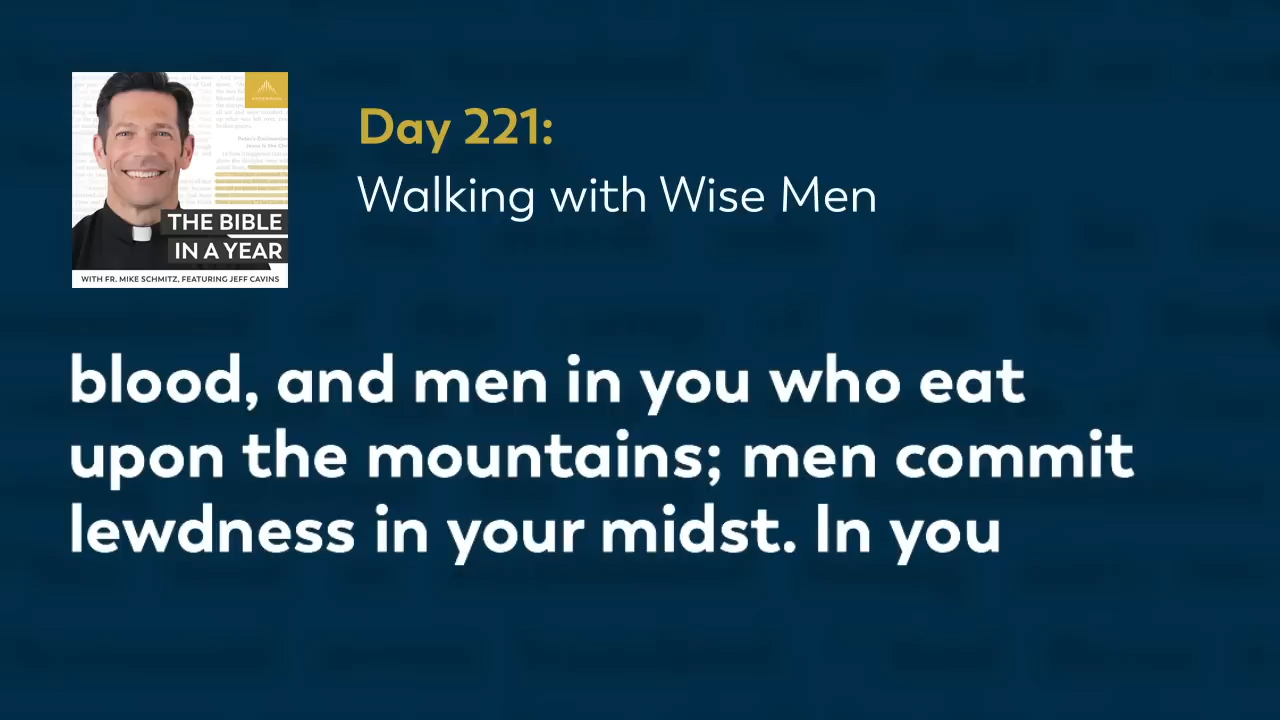 Day 221:
Walking with Wise Men
THE BIBLE
IN A YEAR
WITH FR. MIKE SCHMITZ, FEATURING JEFF CAVINS
blood, and men in you who eat
upon the mountains; men commit
lewdness in your midst. In you